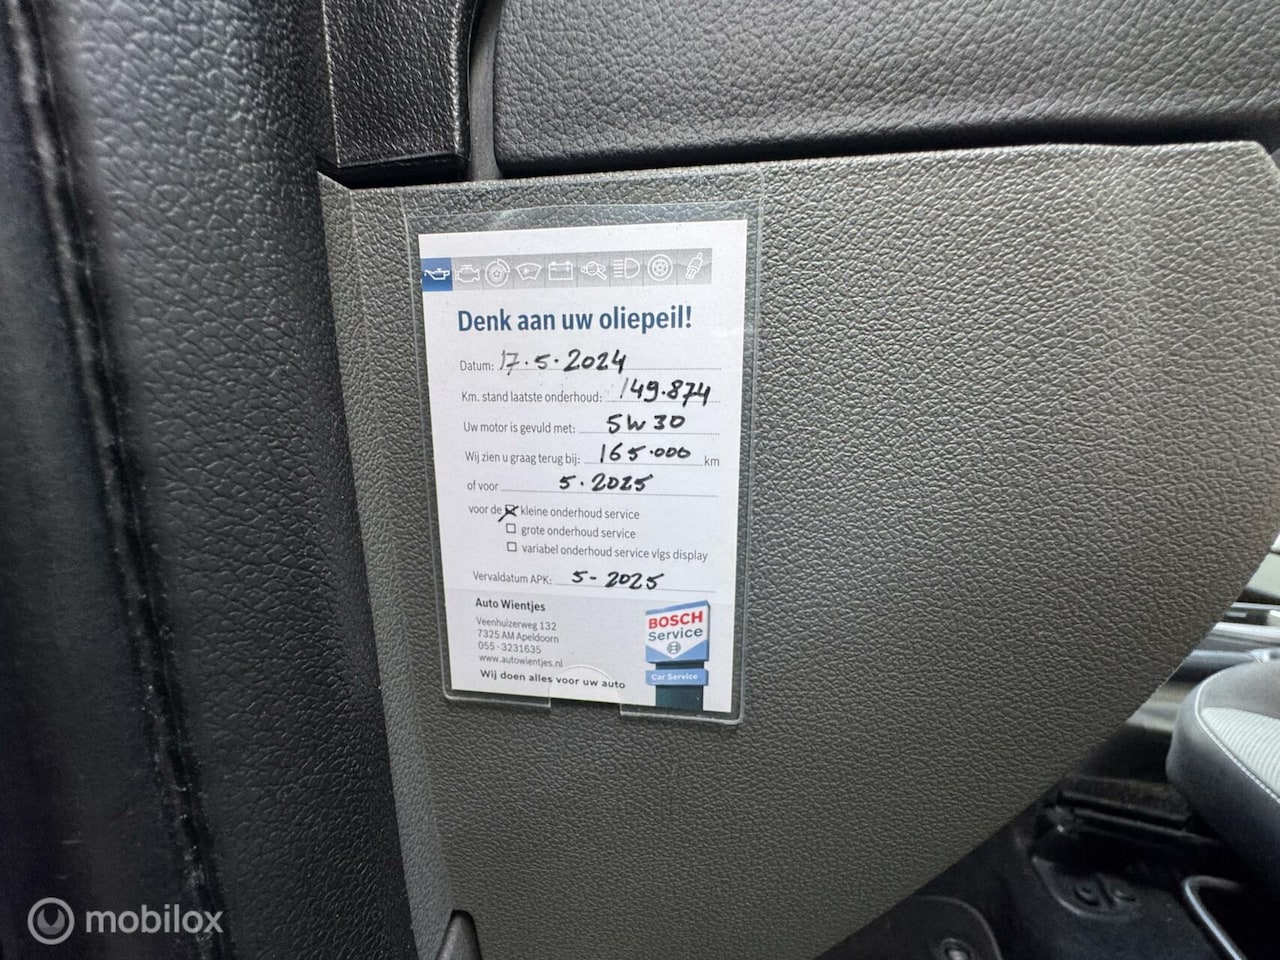 Denk aan uw oliepeil!
Datum: 17.5.2024
Km. stand laatste onderhoud: 149.874
Uw motor is gevuld met: 5W30
Wij zien u graag terug bij: 165.000 km
of voor 5.2025
voor de kleine onderhoud service
grote onderhoud service
variabel onderhoud service vlgs display
Vervaldatum APK: 5-2025
Auto Wientjes
Veenhuizerweg 132
7325 AM Apeldoorn
055-3231635
www.autowientjes.nl
Wij doen alles voor uw auto
BOSCH
Service
Car Service
mobilox